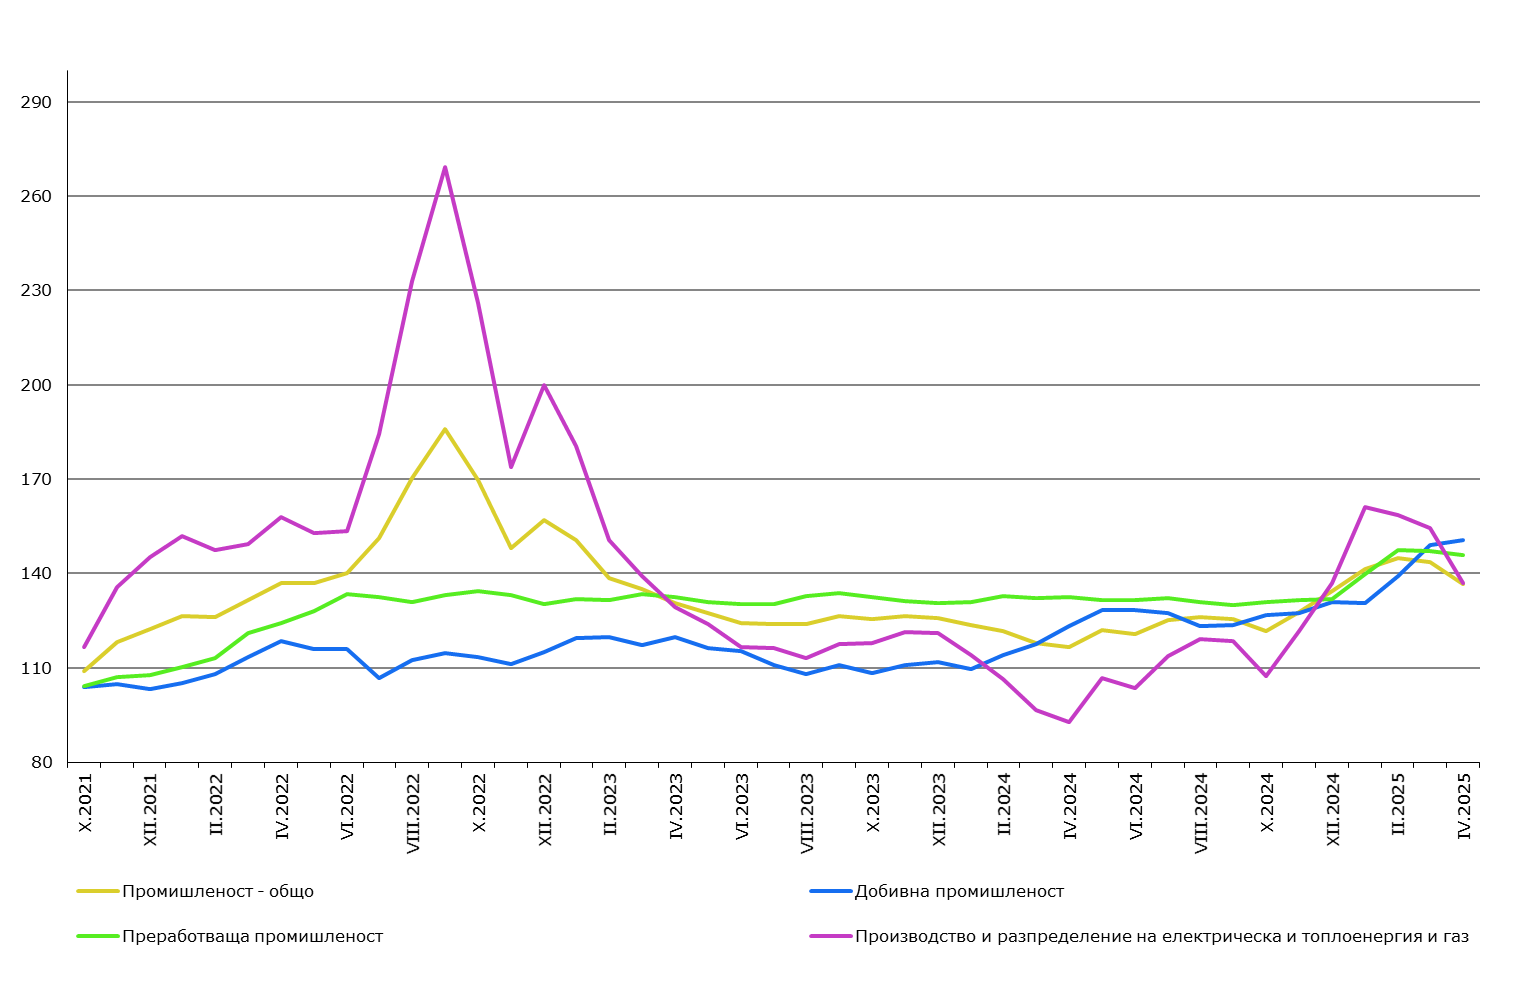 290
260
230
200
170
140
110
80
X.2021
XII.2021
II.2022
IV.2022
VI.2022
VIII.2022
X.2022
XII.2022
II.2023
IV.2023
VI.2023
VIII.2023
X.2023
XII.2023
II.2024
IV.2024
VI.2024
VIII.2024
X.2024
XII.2024
II.2025
IV.2025
Промишленост - общо
Добивна промишленост
Преработваща промишленост
Производство и разпределение на електрическа и топлоенергия и газ